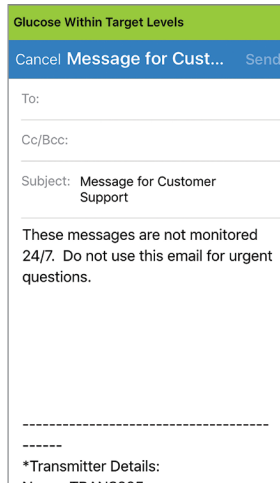 Glucose Within Target Levels
Cancel Message for Cust... Send
To:
Cc/Bcc:
Subject: Message for Customer
Support
These messages are not monitored
24/7.  Do not use this email for urgent
questions.
------------------------------------
------
*Transmitter Details: